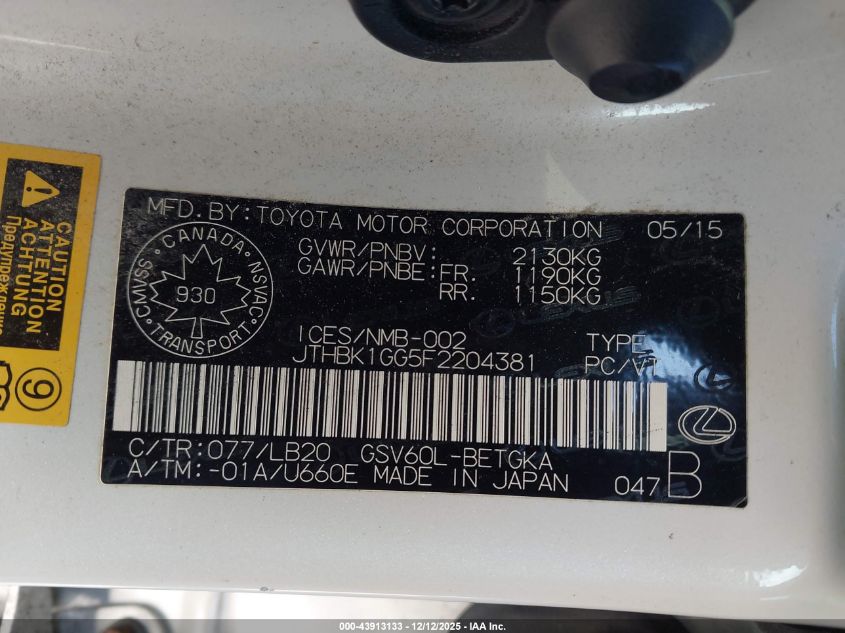 CAUTION
ATTENTION
ACHTUNG
MFD. BY: TOYOTA MOTOR CORPORATION 05/15
GVWR/PNBV: 2130KG
GAWR/PNBE: FR. 1190KG
RR. 1150KG
CANADA
CMVSS NSVAC
930
TRANSPORT
ICES/NMB-002 TYPE
JTHBK1GG5F2204381 PC/VT
C/TR: 077/LB20 GSV60L-BETGKA
A/TM: -01A/U660E MADE IN JAPAN 047 B
9
000-43913133 - 12/12/2025 - IAA Inc.